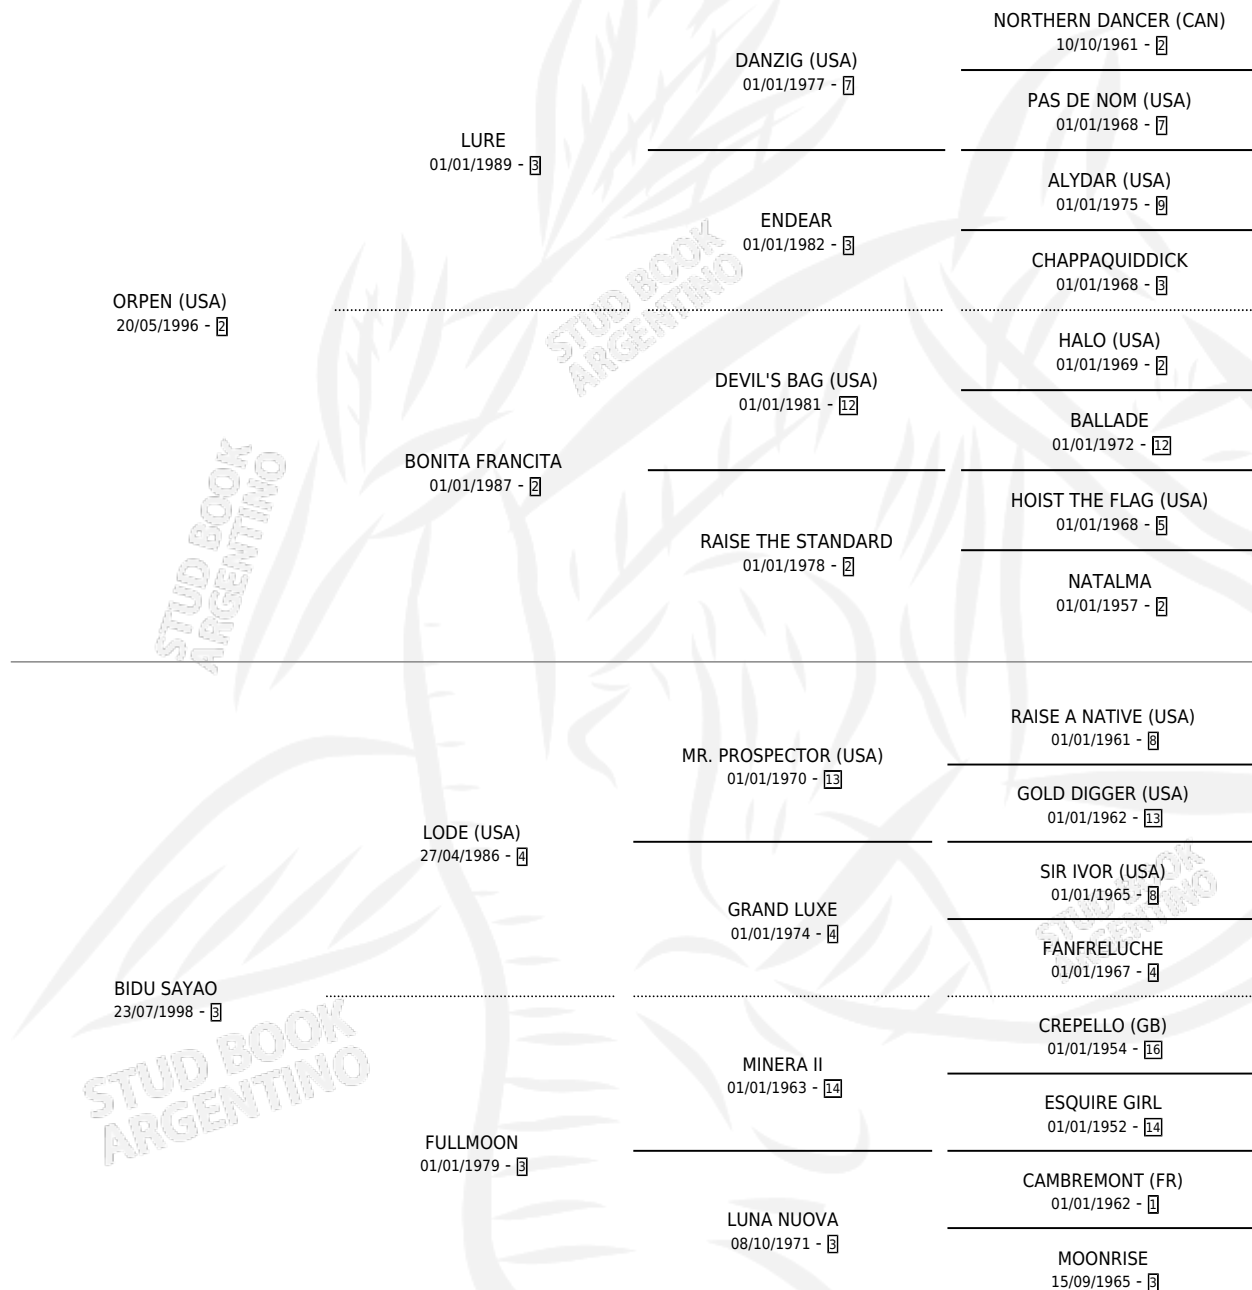 NORTHERN DANCER (CAN)
10/10/1961 - 2
DANZIG (USA)
01/01/1977 - 7
PAS DE NOM (USA)
01/01/1968 - 7
LURE
01/01/1989 - 3
ALYDAR (USA)
01/01/1975 - 9
ENDEAR
01/01/1982 - 3
CHAPPAQUIDDICK
01/01/1968 - 3
ORPEN (USA)
20/05/1996 - 2
STUD BOOK
ARGENTINO
HALO (USA)
01/01/1969 - 2
DEVIL'S BAG (USA)
01/01/1981 - 12
BALLADE
01/01/1972 - 12
BONITA FRANCITA
01/01/1987 - 2
HOIST THE FLAG (USA)
01/01/1968 - 5
RAISE THE STANDARD
01/01/1978 - 2
NATALMA
01/01/1957 - 2
STUD BOOK
ARGENTINO
RAISE A NATIVE (USA)
01/01/1961 - 8
MR. PROSPECTOR (USA)
01/01/1970 - 13
GOLD DIGGER (USA)
01/01/1962 - 13
LODE (USA)
27/04/1986 - 4
SIR IVOR (USA)
01/01/1965 - 8
GRAND LUXE
01/01/1974 - 4
FANFRELUCHE
01/01/1967 - 4
STUD BOOK
ARGENTINO
BIDU SAYAO
23/07/1998 - 3
CREPELLO (GB)
01/01/1954 - 16
MINERA II
01/01/1963 - 14
ESQUIRE GIRL
01/01/1952 - 14
STUD BOOK
ARGENTINO
FULLMOON
01/01/1979 - 3
CAMBREMONT (FR)
01/01/1962 - 1
LUNA NUOVA
08/10/1971 - 3
MOONRISE
15/09/1965 - 3